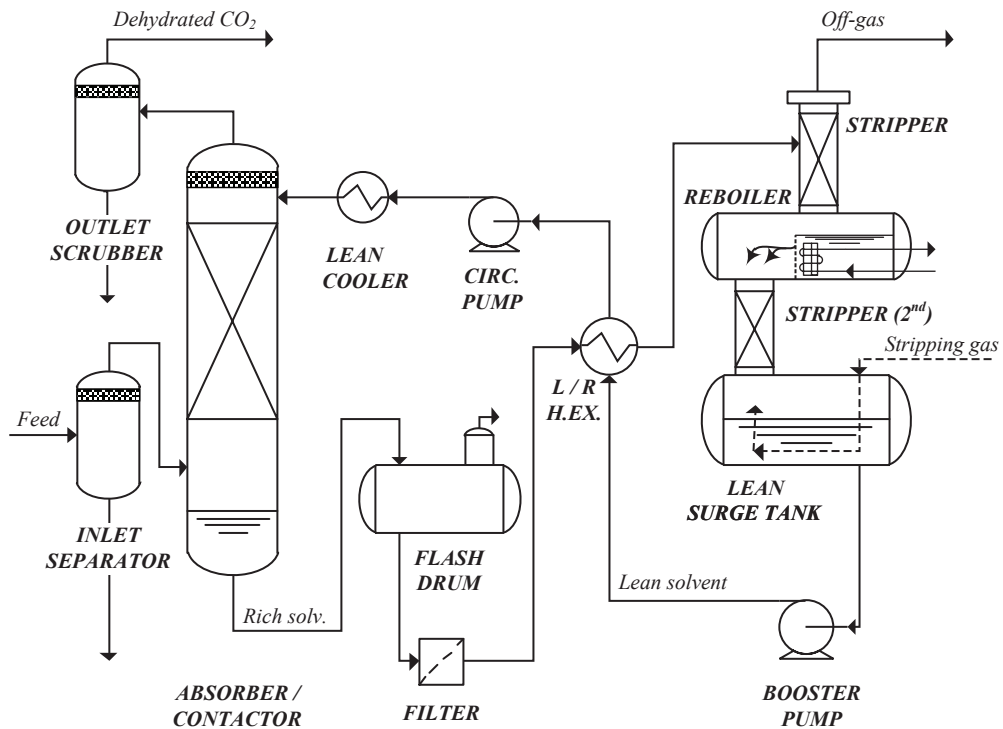 Dehydrated CO₂
Off-gas
STRIPPER
REBOILER
OUTLET
SCRUBBER
LEAN
COOLER
CIRC.
PUMP
STRIPPER (2ⁿᵈ)
Stripping gas
Feed
L / R
H.EX.
INLET
SEPARATOR
LEAN
SURGE TANK
FLASH
DRUM
Lean solvent
Rich solv.
ABSORBER /
CONTACTOR
FILTER
BOOSTER
PUMP